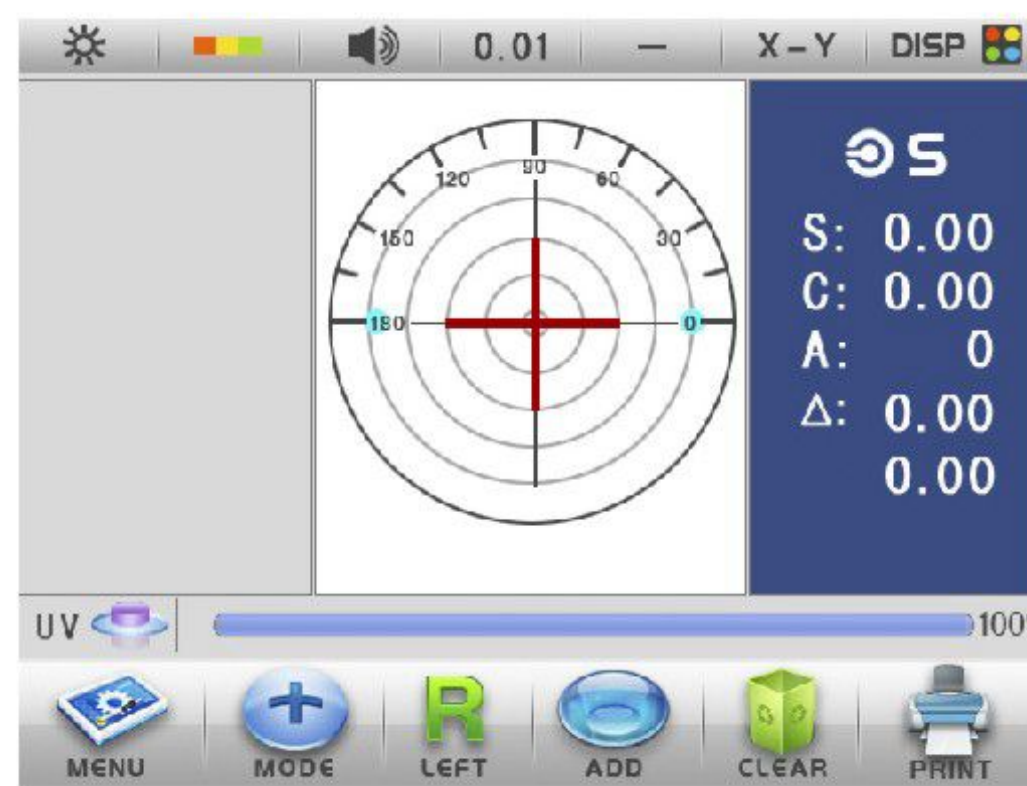 0.01 — X-Y DISP
90
120 60
150 30
180 0
S
S: 0.00
C: 0.00
A: 0
Δ: 0.00
0.00
UV 100
R
MENU MODE LEFT ADD CLEAR PRINT